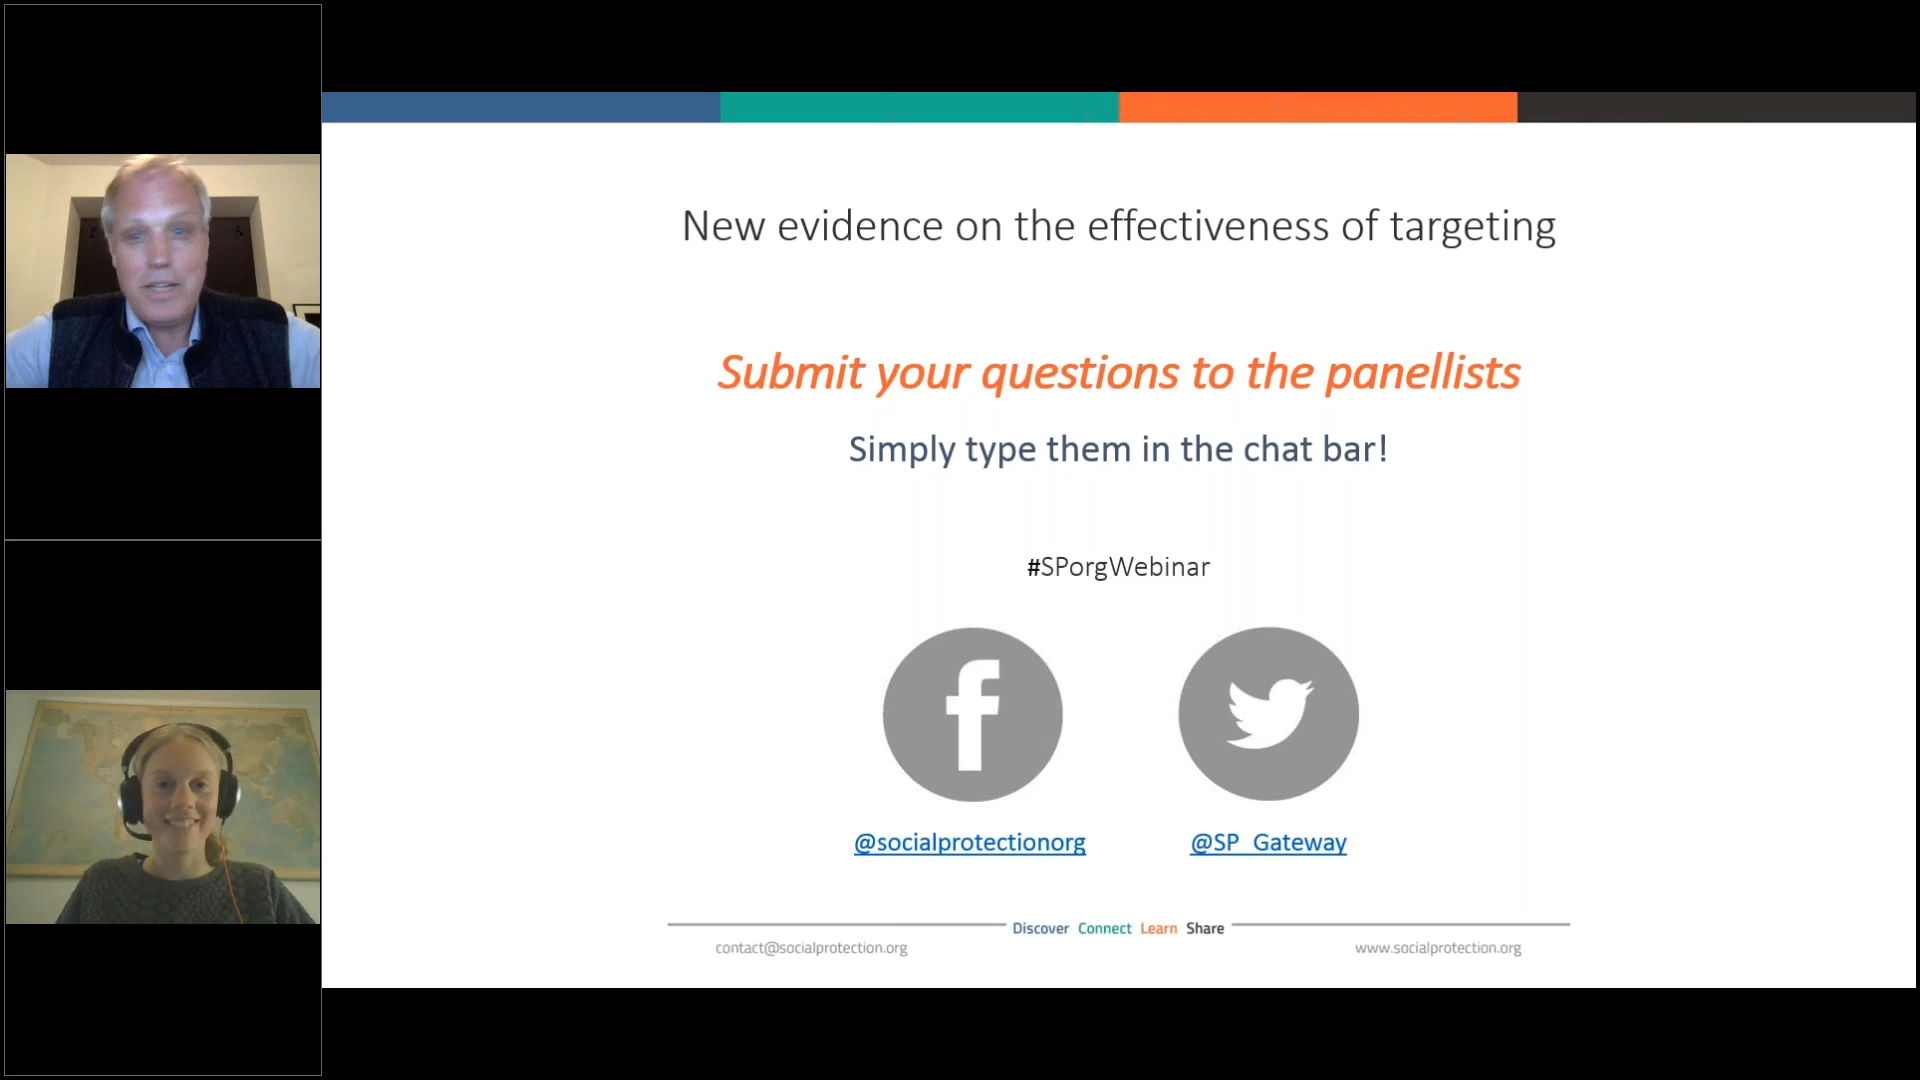 New evidence on the effectiveness of targeting
Submit your questions to the panellists
Simply type them in the chat bar!
#SPorgWebinar
@socialprotectionorg
@SP_Gateway
Discover Connect Learn Share
contact@socialprotection.org
www.socialprotection.org